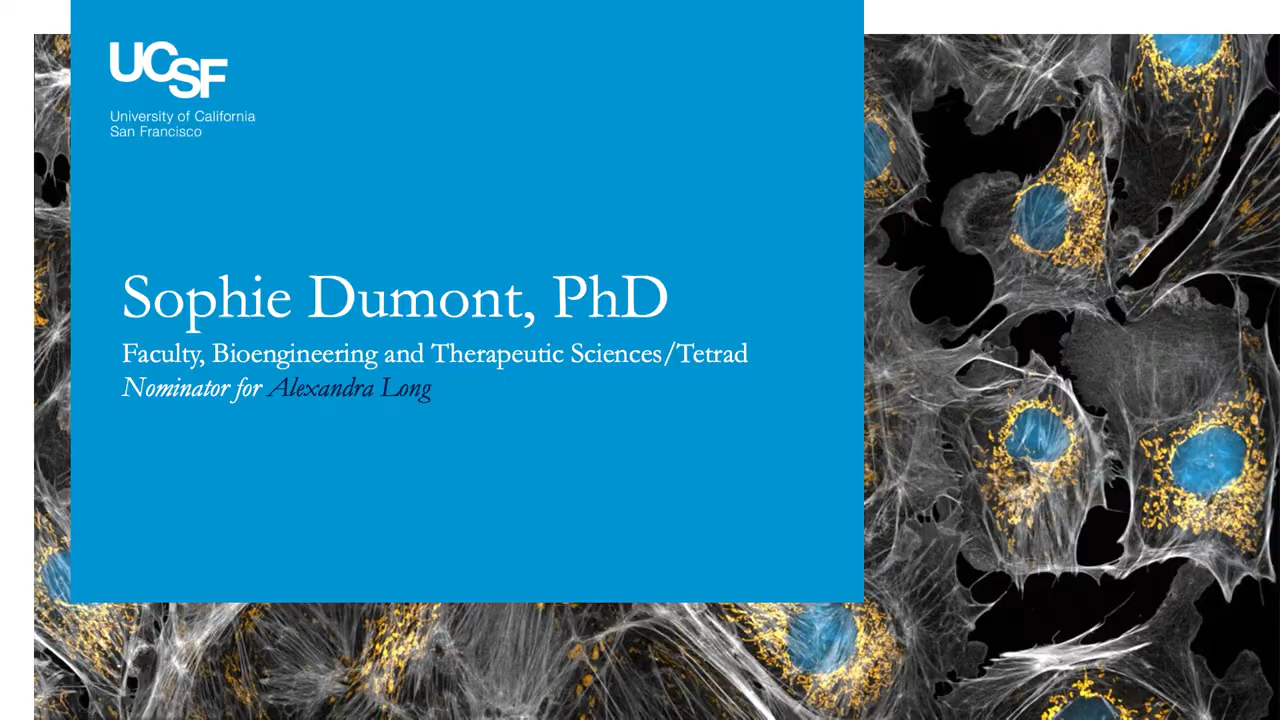 UCSF
University of California
San Francisco
Sophie Dumont, PhD
Faculty, Bioengineering and Therapeutic Sciences/Tetrad
Nominator for Alexandra Long